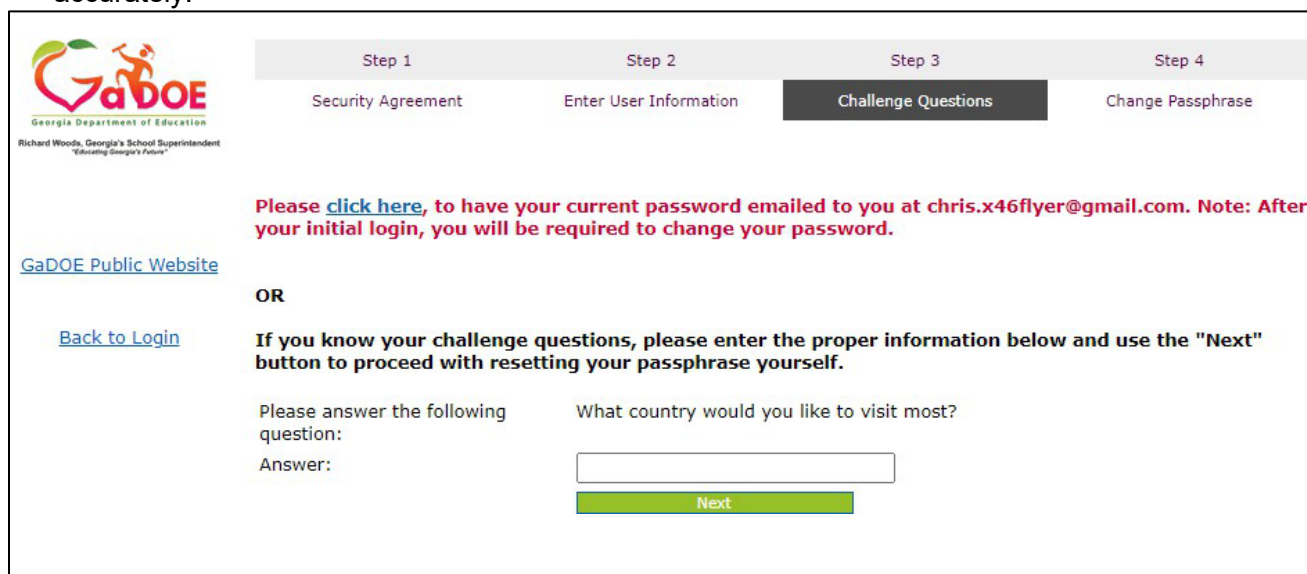 accurately.
GaDOE
Georgia Department of Education
Richard Woods, Georgia's School Superintendent
"Educating Georgia's Future"
Step 1 Step 2 Step 3 Step 4
Security Agreement Enter User Information Challenge Questions Change Passphrase
Please click here, to have your current password emailed to you at chris.x46flyer@gmail.com. Note: After
your initial login, you will be required to change your password.
GaDOE Public Website
OR
Back to Login
If you know your challenge questions, please enter the proper information below and use the "Next"
button to proceed with resetting your passphrase yourself.
Please answer the following What country would you like to visit most?
question:
Answer:
Next